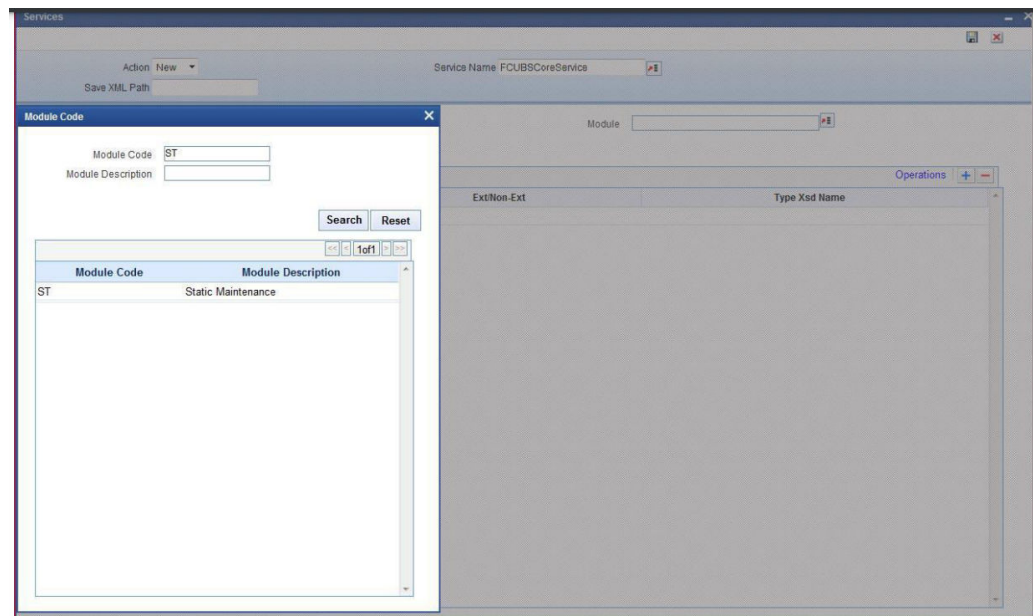 Services
Action New
Service Name FCUBSCoreService
Save XML Path
Module Code
Module
Module Code ST
Module Description
Operations
Ext/Non-Ext
Type Xsd Name
Search Reset
<< < 1of1 > >>
Module Code Module Description
ST Static Maintenance